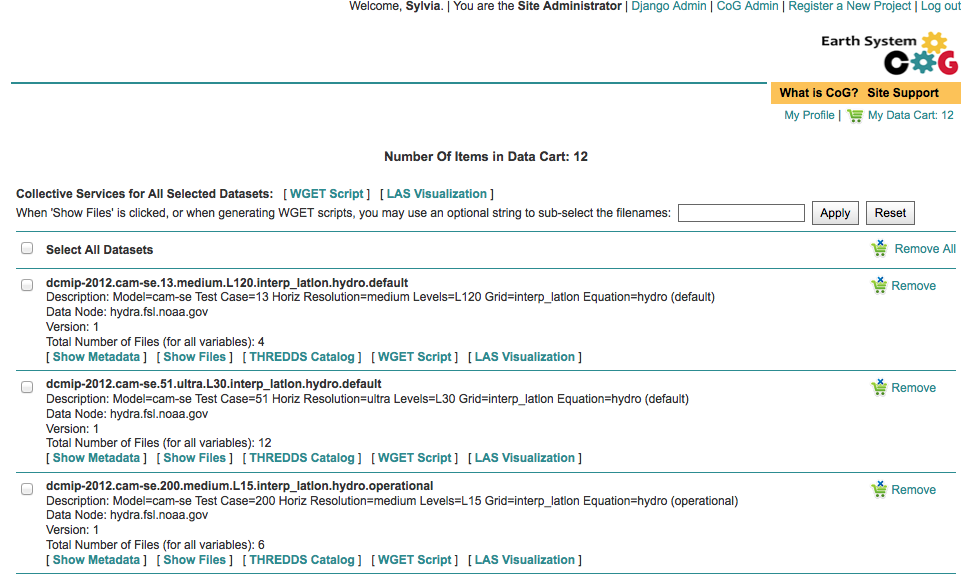 Welcome, Sylvia. | You are the Site Administrator | Django Admin | CoG Admin | Register a New Project | Log out
Earth System
CoG
What is CoG? Site Support
My Profile | My Data Cart: 12
Number Of Items in Data Cart: 12
Collective Services for All Selected Datasets: [ WGET Script ] [ LAS Visualization ]
When 'Show Files' is clicked, or when generating WGET scripts, you may use an optional string to sub-select the filenames: Apply Reset
Select All Datasets Remove All
dcmip-2012.cam-se.13.medium.L120.interp_latlon.hydro.default
Description: Model=cam-se Test Case=13 Horiz Resolution=medium Levels=L120 Grid=interp_latlon Equation=hydro (default) Remove
Data Node: hydra.fsl.noaa.gov
Version: 1
Total Number of Files (for all variables): 4
[ Show Metadata ] [ Show Files ] [ THREDDS Catalog ] [ WGET Script ] [ LAS Visualization ]
dcmip-2012.cam-se.51.ultra.L30.interp_latlon.hydro.default Remove
Description: Model=cam-se Test Case=51 Horiz Resolution=ultra Levels=L30 Grid=interp_latlon Equation=hydro (default)
Data Node: hydra.fsl.noaa.gov
Version: 1
Total Number of Files (for all variables): 12
[ Show Metadata ] [ Show Files ] [ THREDDS Catalog ] [ WGET Script ] [ LAS Visualization ]
dcmip-2012.cam-se.200.medium.L15.interp_latlon.hydro.operational Remove
Description: Model=cam-se Test Case=200 Horiz Resolution=medium Levels=L15 Grid=interp_latlon Equation=hydro (operational)
Data Node: hydra.fsl.noaa.gov
Version: 1
Total Number of Files (for all variables): 6
[ Show Metadata ] [ Show Files ] [ THREDDS Catalog ] [ WGET Script ] [ LAS Visualization ]